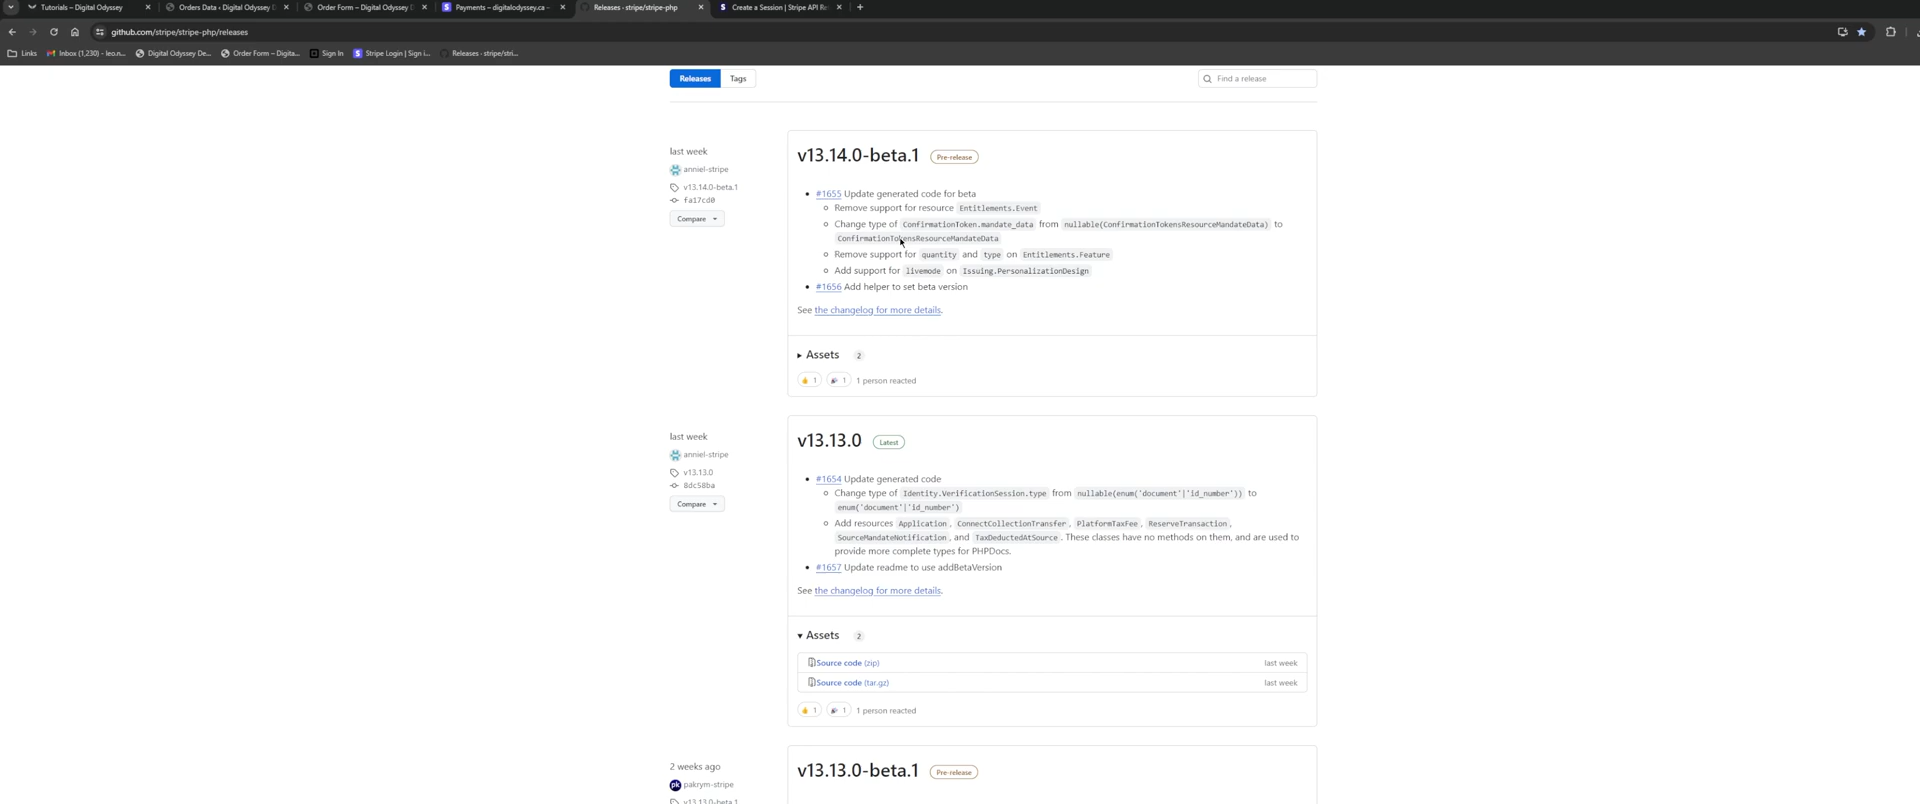 Tutorials – Digital Odyssey
Orders Data ‹ Digital Odyssey D
Order Form – Digital Odyssey D
Payments – digitalodyssey.ca -
Releases · stripe/stripe-php
Create a Session | Stripe API Re
github.com/stripe/stripe-php/releases
Links
Inbox (1,230) - leo.n...
Digital Odyssey De...
Order Form – Digita...
Sign In
Stripe Login | Sign i...
Releases · stripe/stri...
Releases
Tags
Find a release
last week
anniel-stripe
v13.14.0-beta.1
fa17cd0
Compare
v13.14.0-beta.1 Pre-release
#1655 Update generated code for beta
Remove support for resource Entitlements.Event
Change type of ConfirmationToken.mandate_data from nullable(ConfirmationTokensResourceMandateData) to
ConfirmationTokensResourceMandateData
Remove support for quantity and type on Entitlements.Feature
Add support for livemode on Issuing.PersonalizationDesign
#1656 Add helper to set beta version
See the changelog for more details.
Assets 2
1
1
1 person reacted
last week
anniel-stripe
v13.13.0
8dc58ba
Compare
v13.13.0 Latest
#1654 Update generated code
Change type of Identity.VerificationSession.type from nullable(enum('document'|'id_number')) to
enum('document'|'id_number')
Add resources Application, ConnectCollectionTransfer, PlatformTaxFee, ReserveTransaction,
SourceMandateNotification, and TaxDeductedAtSource. These classes have no methods on them, and are used to
provide more complete types for PHPDocs.
#1657 Update readme to use addBetaVersion
See the changelog for more details.
Assets 2
Source code (zip) last week
Source code (tar.gz) last week
1
1
1 person reacted
2 weeks ago
pk pakrym-stripe
v13.13.0-beta.1
v13.13.0-beta.1 Pre-release